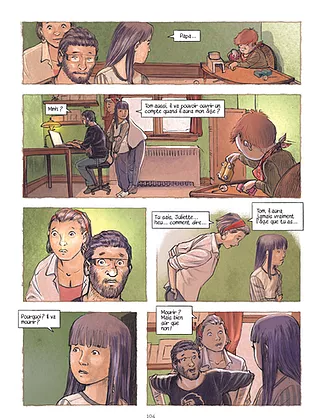 Papa...
Mmh ?
Tom aussi, il va pouvoir ouvrir un
compte quand il aura mon âge ?
Tu sais, Juliette...
heu... comment dire...
Tom, il aura
jamais vraiment
l'âge que tu as...
Pourquoi ? Il va
mourir ?
Mourir ?
Mais bien
sûr que
non !
104